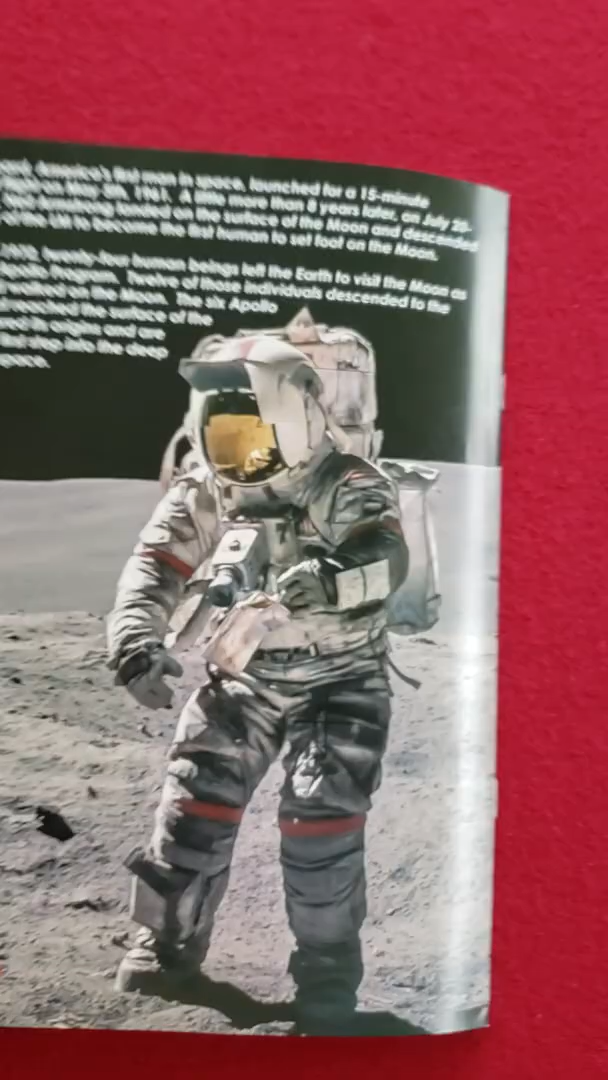 America's first man in space, launched for a 15-minute
on May 5th, 1961. A little more than 8 years later, on July 20,
landed on the surface of the Moon and descended
of the LM to become the first human to set foot on the Moon.
twenty-four human beings left the Earth to visit the Moon as
Apollo Program. Twelve of those individuals descended to the
walked on the Moon. The six Apollo
reached the surface of the
its origins and are
first step into the deep
space.